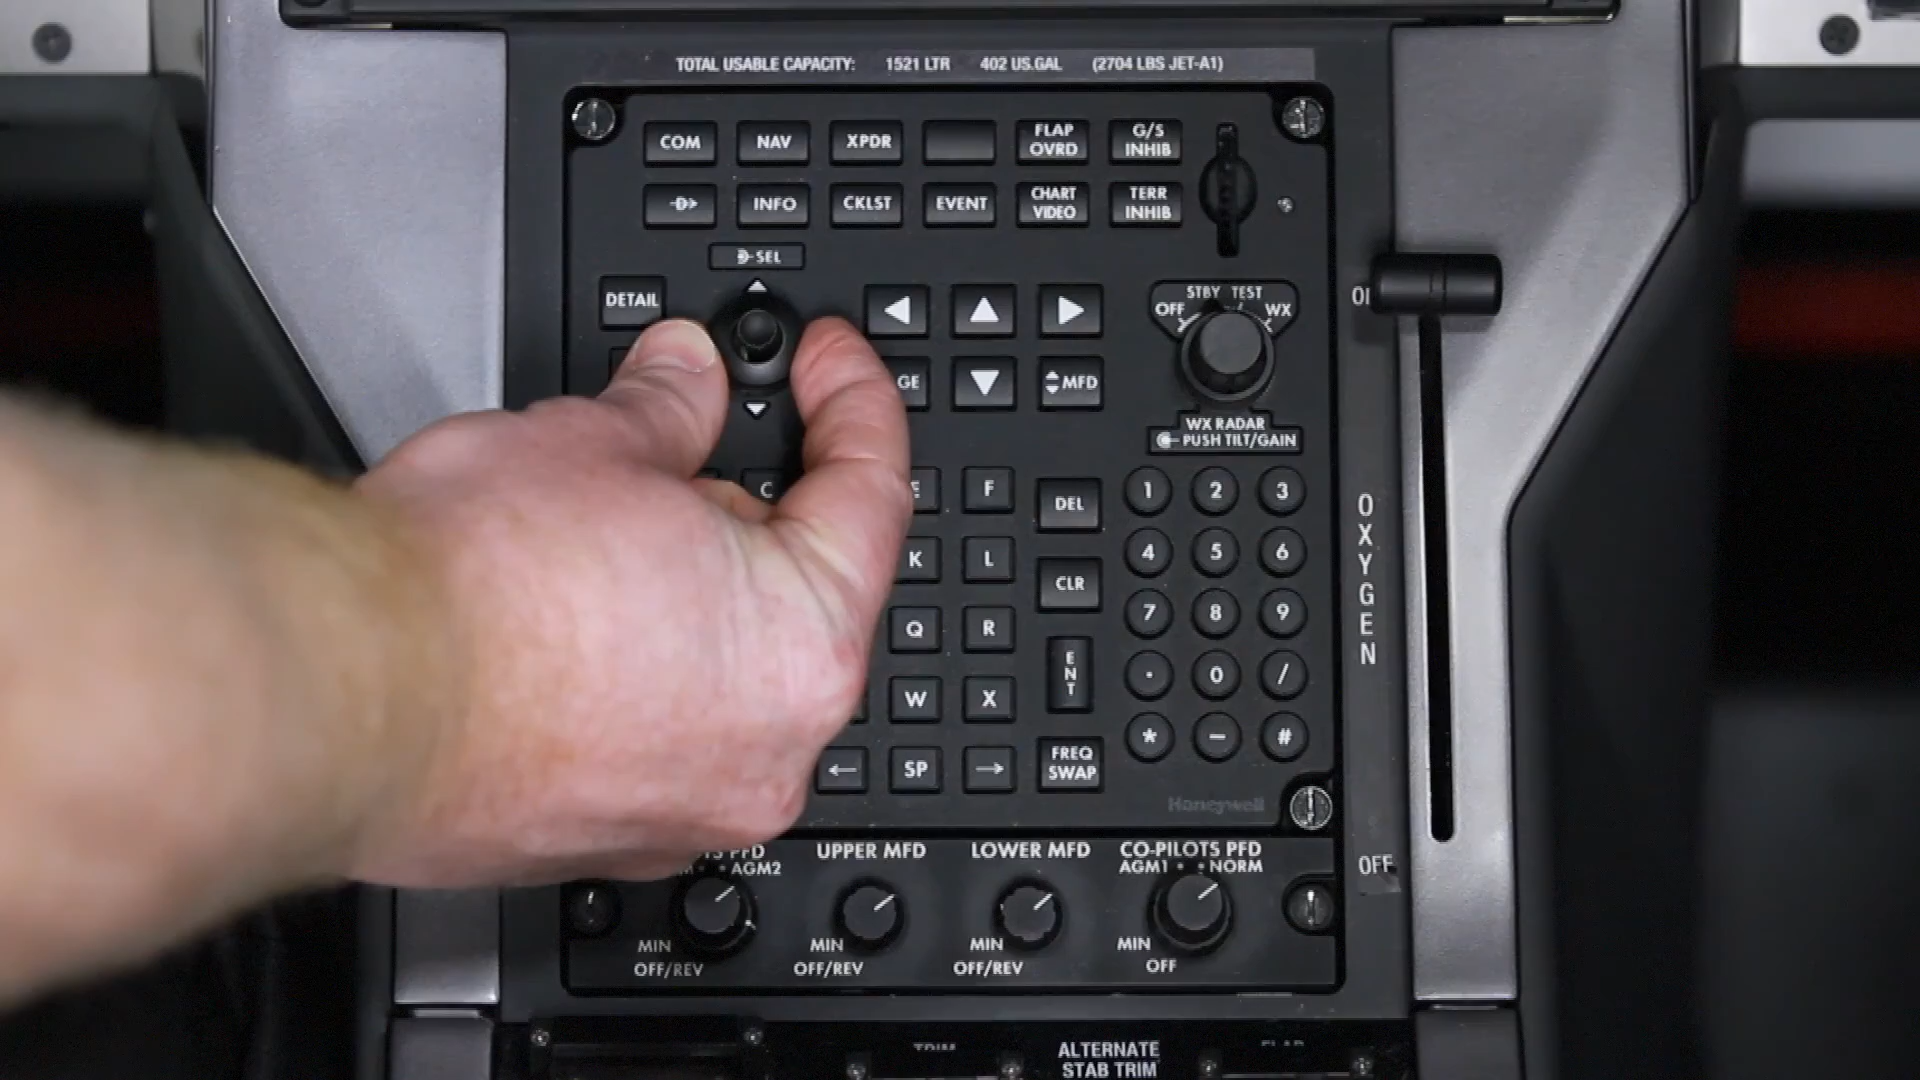 TOTAL USABLE CAPACITY: 1521 LTR 402 US.GAL (2704 LBS JET-A1)
COM NAV XPDR FLAP OVRD G/S INHIB
D INFO CKLST EVENT CHART VIDEO TERR INHIB
D-SEL
DETAIL
OFF STBY TEST WX
MFD
WX RADAR
PUSH TILT/GAIN
C E F DEL 1 2 3
K L CLR 4 5 6
Q R 7 8 9
W X ENT . 0 /
* – #
SP FREQ SWAP
Honeywell
OXYGEN
OFF
PFD UPPER MFD LOWER MFD CO-PILOTS PFD
AGM2 AGM1 NORM
MIN MIN MIN MIN
OFF/REV OFF/REV OFF/REV OFF
TRIM ALTERNATE FLAP
STAB TRIM